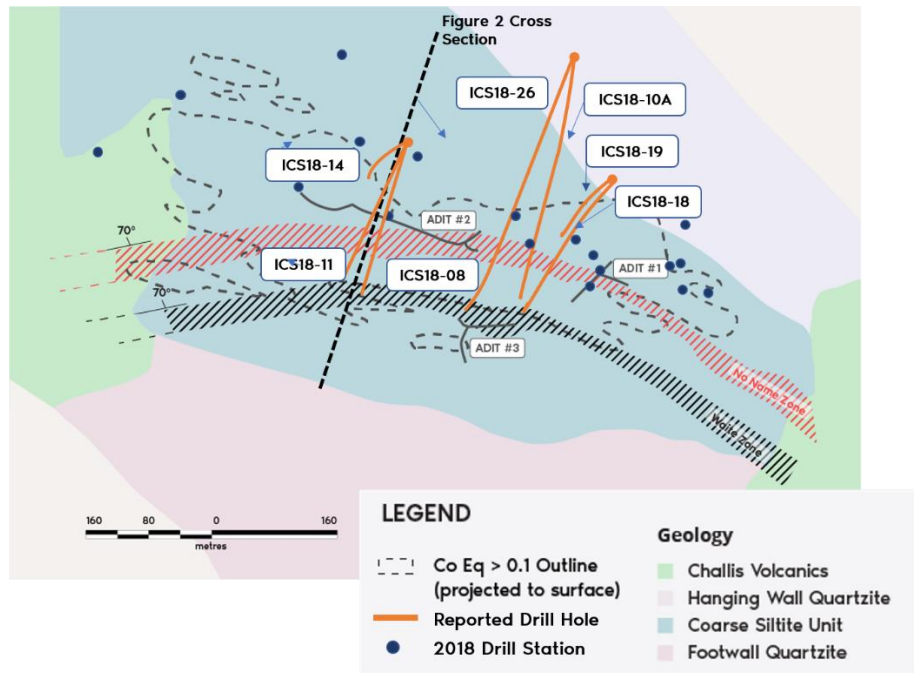 Figure 2 Cross
Section
ICS18-26
ICS18-10A
ICS18-14
ICS18-19
ICS18-18
ADIT #2
70°
ICS18-11
ICS18-08
ADIT #1
70°
ADIT #3
No Name Zone
Waite Zone
160 80 0 160
metres
LEGEND
Co Eq > 0.1 Outline
(projected to surface)
Reported Drill Hole
2018 Drill Station
Geology
Challis Volcanics
Hanging Wall Quartzite
Coarse Siltite Unit
Footwall Quartzite